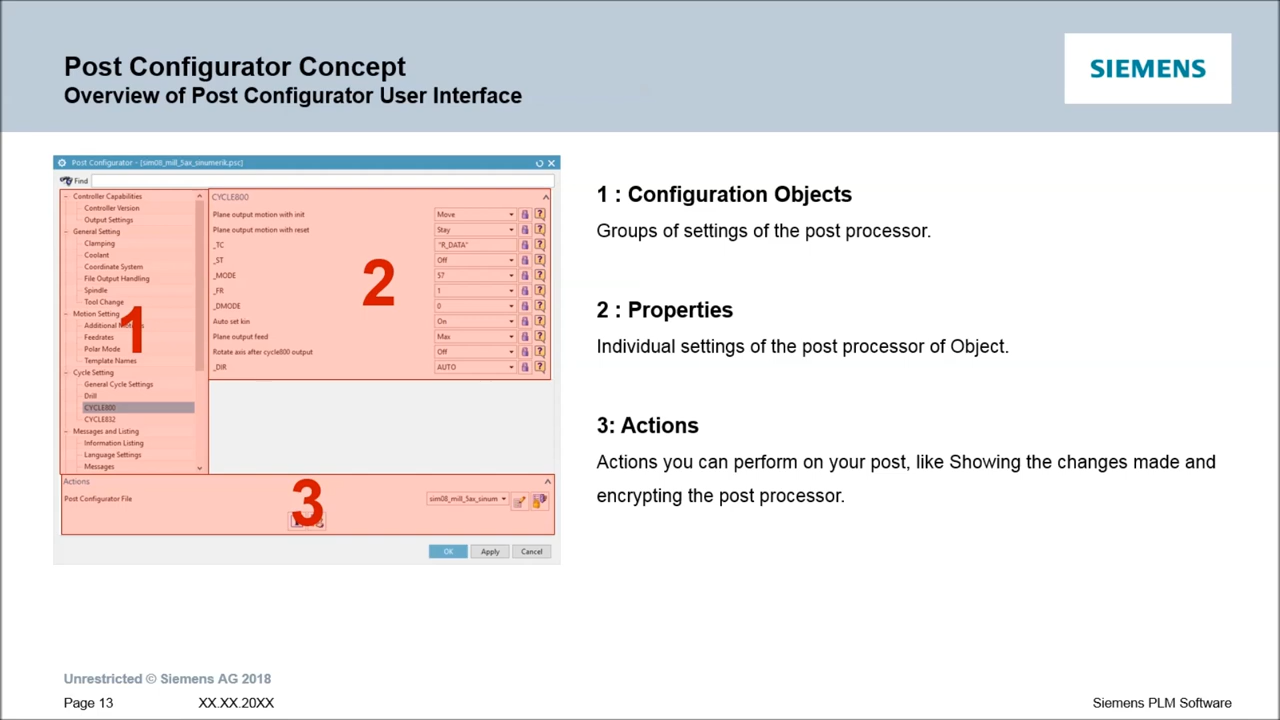 Post Configurator Concept
Overview of Post Configurator User Interface
SIEMENS
Post Configurator - [sim08_mill_5ax_sinumerik.psc]
Find
Controller Capabilities
Controller Version
Output Settings
General Setting
Clamping
Coolant
Coordinate System
File Output Handling
Spindle
Tool Change
Motion Setting
Additional
Feedrates
Polar Mode
Template Names
Cycle Setting
General Cycle Settings
Drill
CYCLE800
CYCLE832
Messages and Listing
Information Listing
Language Settings
Messages
1
CYCLE800
Plane output motion with init Move
Plane output motion with reset Stay
_TC "R_DATA"
_ST Off
_MODE 57
_FR 1
_DMODE 0
Auto set kin On
Plane output feed Max
Rotate axis after cycle800 output Off
_DIR AUTO
2
Actions
Post Configurator File sim08_mill_5ax_sinum
3
OK Apply Cancel
1 : Configuration Objects
Groups of settings of the post processor.
2 : Properties
Individual settings of the post processor of Object.
3: Actions
Actions you can perform on your post, like Showing the changes made and
encrypting the post processor.
Unrestricted © Siemens AG 2018
Page 13 XX.XX.20XX Siemens PLM Software